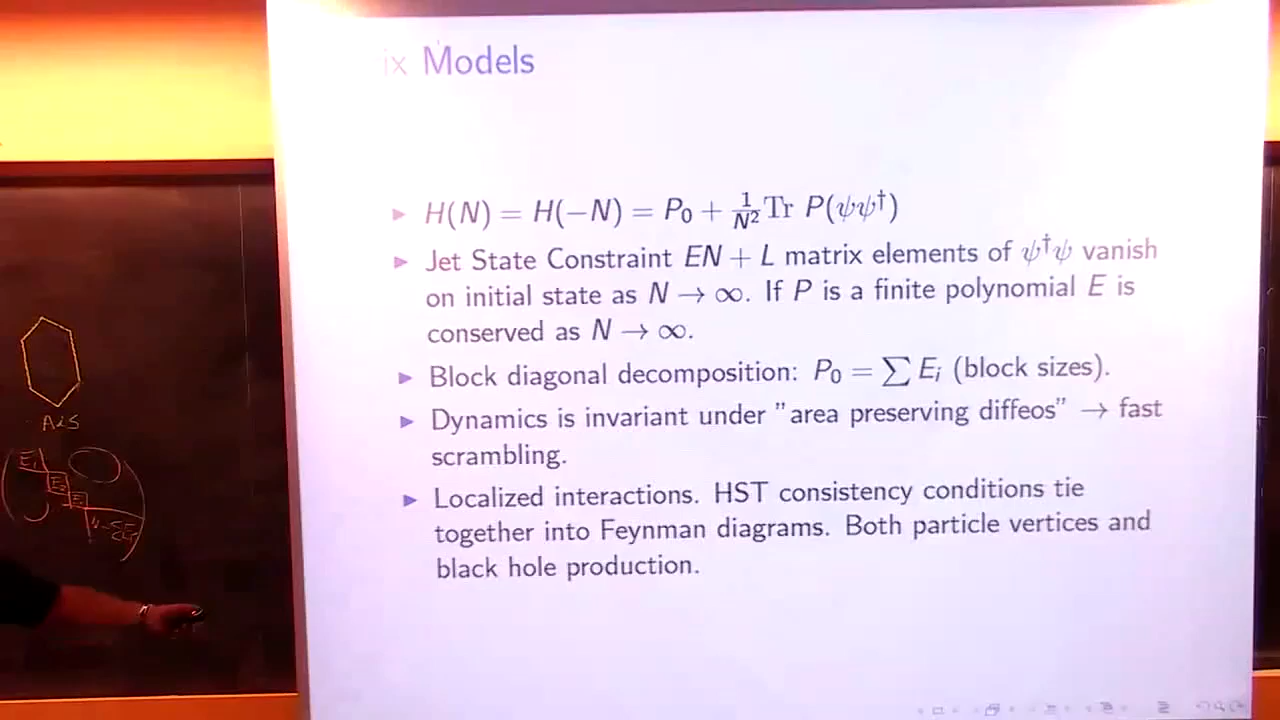 ix Models
▶ H(N) = H(−N) = P₀ + 1/N² Tr P(ψψ†)
▶ Jet State Constraint EN + L matrix elements of ψ†ψ vanish
on initial state as N → ∞. If P is a finite polynomial E is
conserved as N → ∞.
▶ Block diagonal decomposition: P₀ = ∑ Eᵢ (block sizes).
▶ Dynamics is invariant under "area preserving diffeos" → fast
scrambling.
▶ Localized interactions. HST consistency conditions tie
together into Feynman diagrams. Both particle vertices and
black hole production.
E₁
E₂